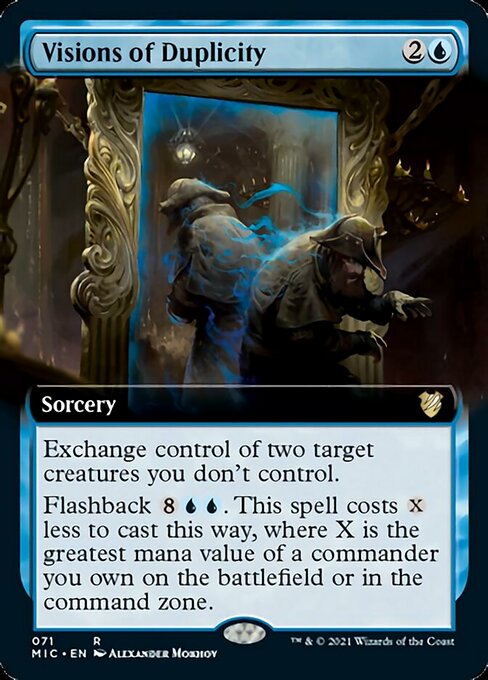 Visions of Duplicity 2
Sorcery
Exchange control of two target
creatures you don't control.
Flashback 8. This spell costs X
less to cast this way, where X is the
greatest mana value of a commander
you own on the battlefield or in the
command zone.
071 R
MIC • EN Alexander Mokhov
™ & © 2021 Wizards of the Coast